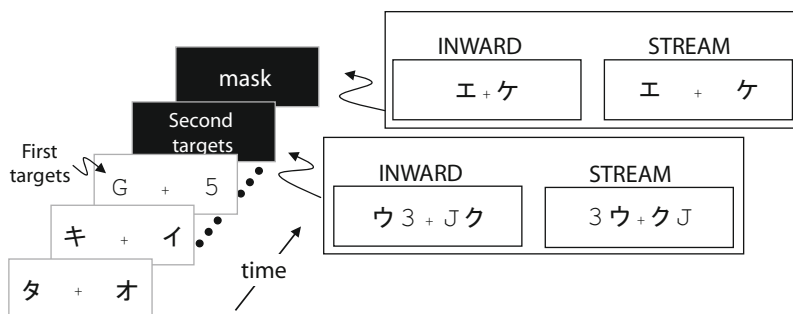 INWARD STREAM
エ + ケ エ + ケ
mask
Second
targets
First
targets
G + 5
INWARD STREAM
ウ 3 + J ク 3 ウ + ク J
キ + イ
time
タ + オ